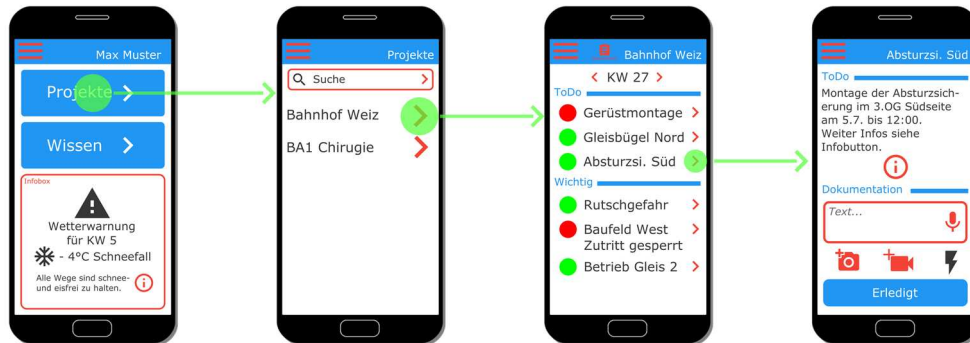 Max Muster
Projekte
Wissen
Infobox
Wetterwarnung
für KW 5
- 4°C Schneefall
Alle Wege sind schnee-
und eisfrei zu halten.
Projekte
Suche
Bahnhof Weiz
BA1 Chirugie
Bahnhof Weiz
KW 27
ToDo
Gerüstmontage
Gleisbügel Nord
Absturzsi. Süd
Wichtig
Rutschgefahr
Baufeld West
Zutritt gesperrt
Betrieb Gleis 2
Absturzsi. Süd
ToDo
Montage der Absturzsich-
erung im 3.OG Südseite
am 5.7. bis 12:00.
Weiter Infos siehe
Infobutton.
Dokumentation
Text...
Erledigt